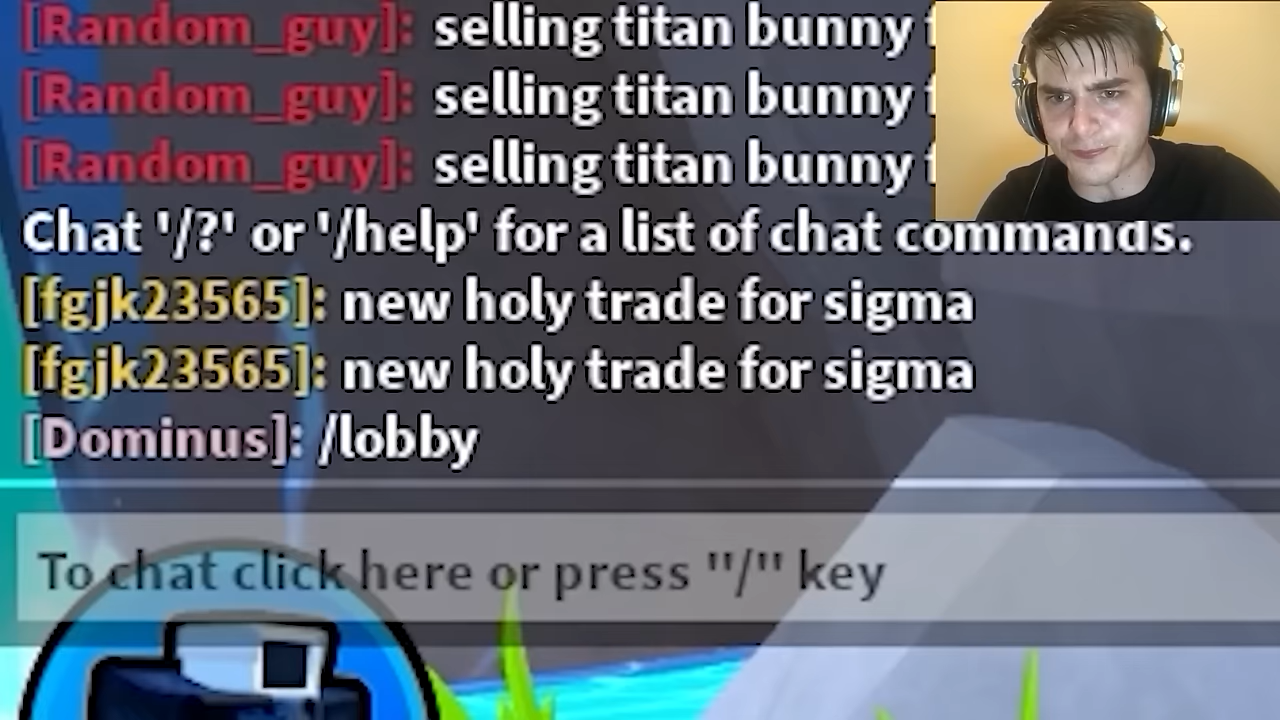 [Random_guy]: selling titan bunny
[Random_guy]: selling titan bunny
[Random_guy]: selling titan bunny
Chat '/?' or '/help' for a list of chat commands.
[fgjk23565]: new holy trade for sigma
[fgjk23565]: new holy trade for sigma
[Dominus]: /lobby
To chat click here or press "/" key